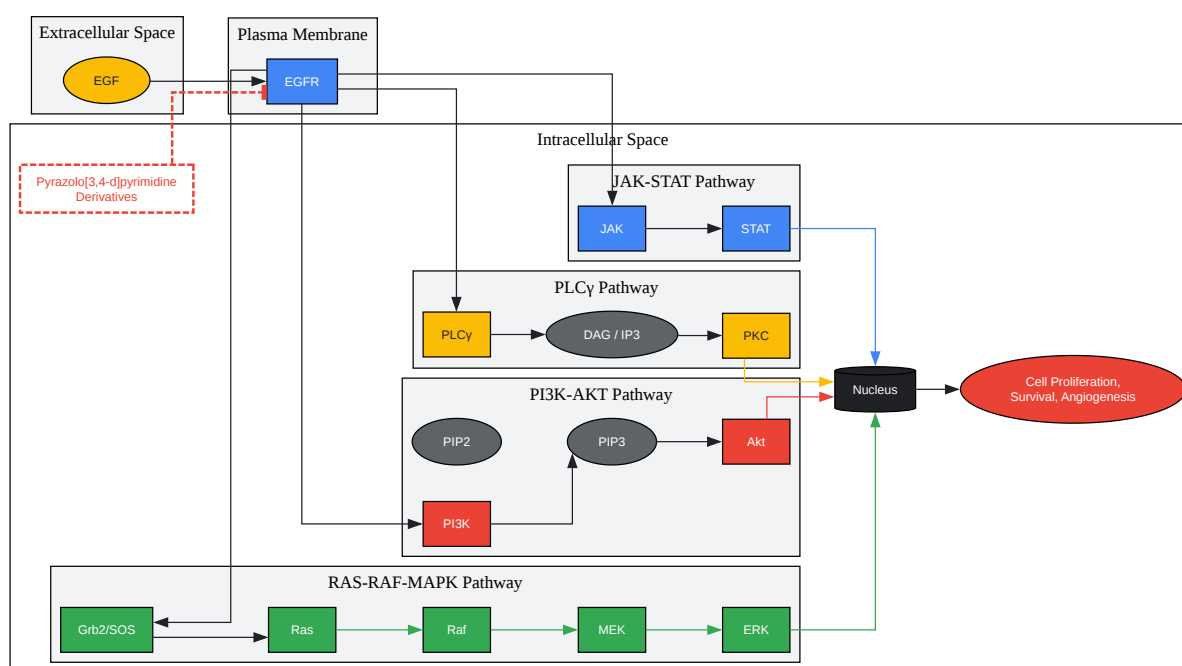 Extracellular Space
Plasma Membrane
EGF
EGFR
Intracellular Space
Pyrazolo[3,4-d]pyrimidine
Derivatives
JAK-STAT Pathway
JAK
STAT
PLCγ Pathway
PLCγ
DAG / IP3
PKC
Nucleus
Cell Proliferation,
Survival, Angiogenesis
PI3K-AKT Pathway
PIP2
PIP3
Akt
PI3K
RAS-RAF-MAPK Pathway
Grb2/SOS
Ras
Raf
MEK
ERK